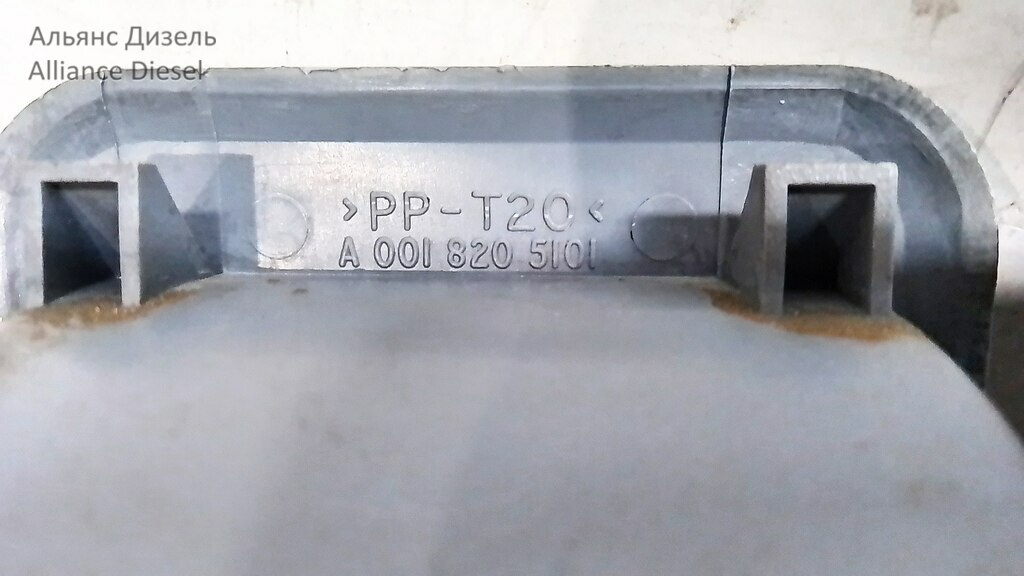 Альянс Дизель
Alliance Diesel
>PP-T20<
A 001 820 5101